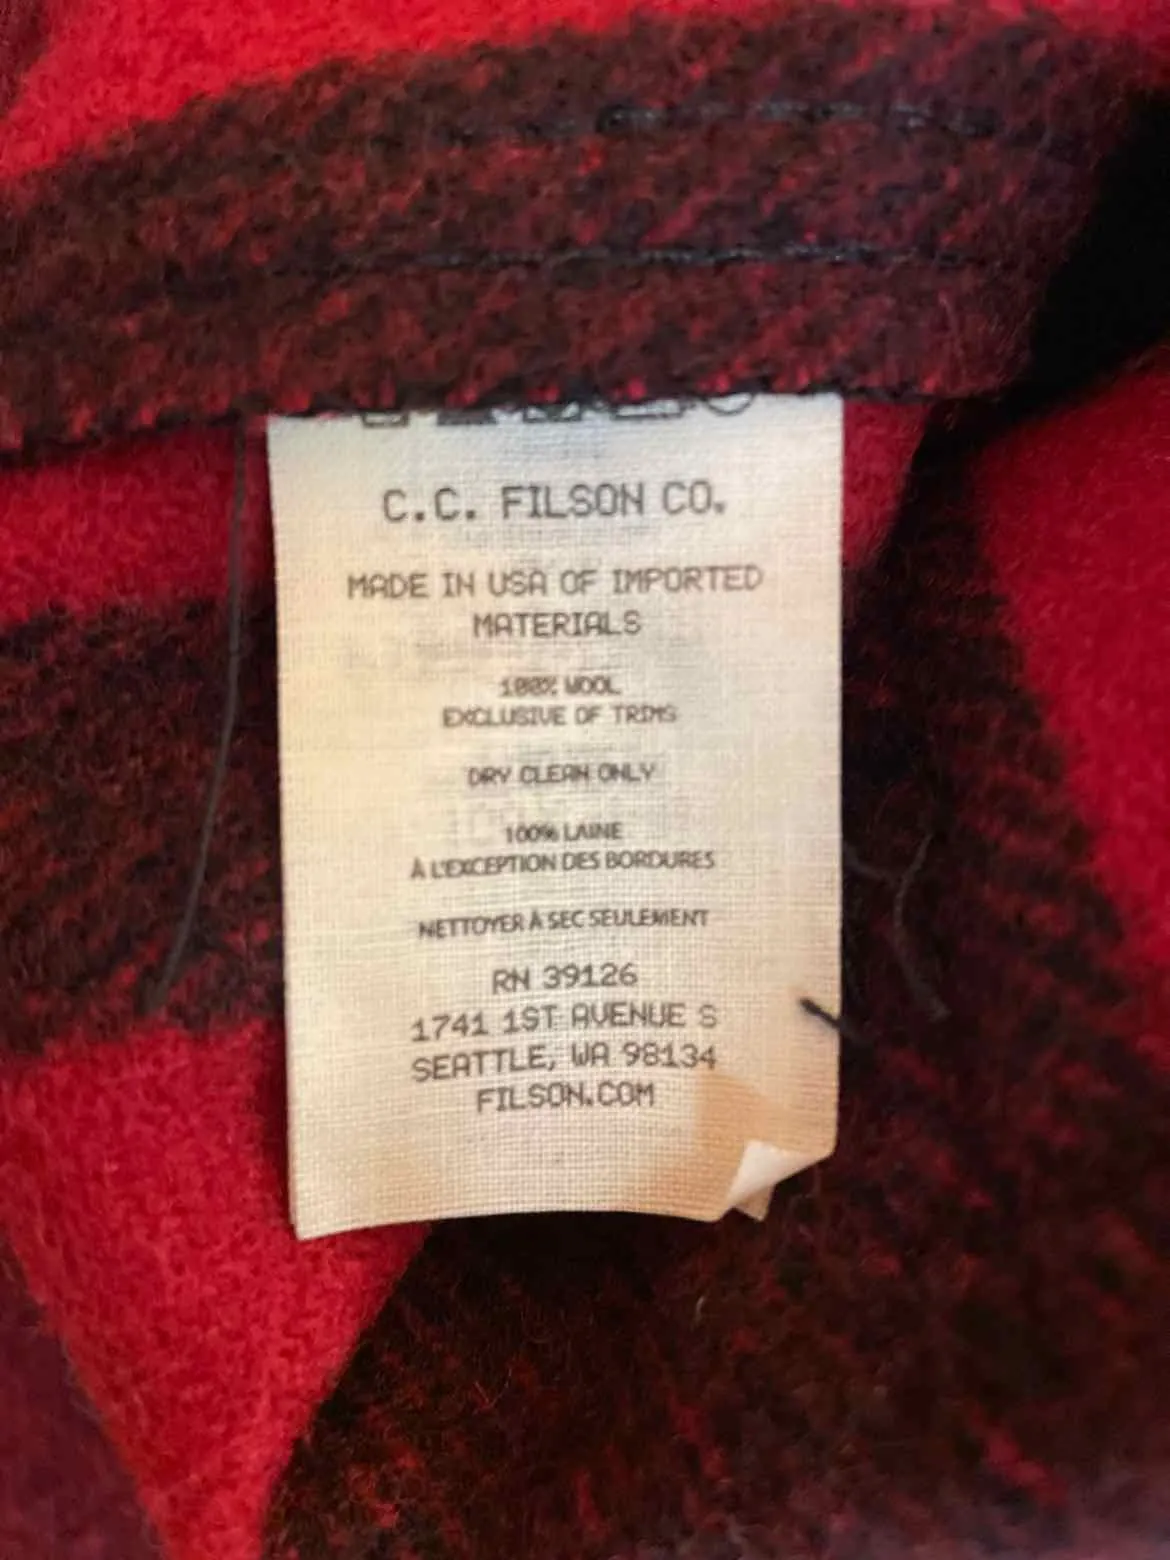 C.C. FILSON CO.
MADE IN USA OF IMPORTED
MATERIALS
100% WOOL
EXCLUSIVE OF TRIMS
DRY CLEAN ONLY
100% LAINE
À L'EXCEPTION DES BORDURES
NETTOYER À SEC SEULEMENT
RN 39126
1741 1ST AVENUE S
SEATTLE, WA 98134
FILSON.COM